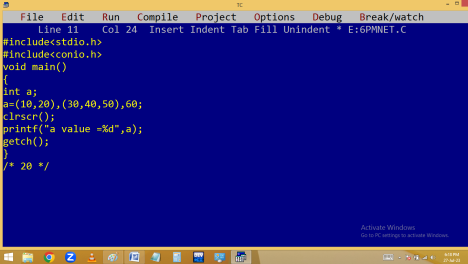 TC
File Edit Run Compile Project Options Debug Break/watch
Line 11 Col 24 Insert Indent Tab Fill Unindent * E:6PMNET.C
#include<stdio.h>
#include<conio.h>
void main()
{
int a;
a=(10,20),(30,40,50),60;
clrscr();
printf("a value =%d",a);
getch();
}
/* 20 */
Activate Windows
Go to PC settings to activate Windows.